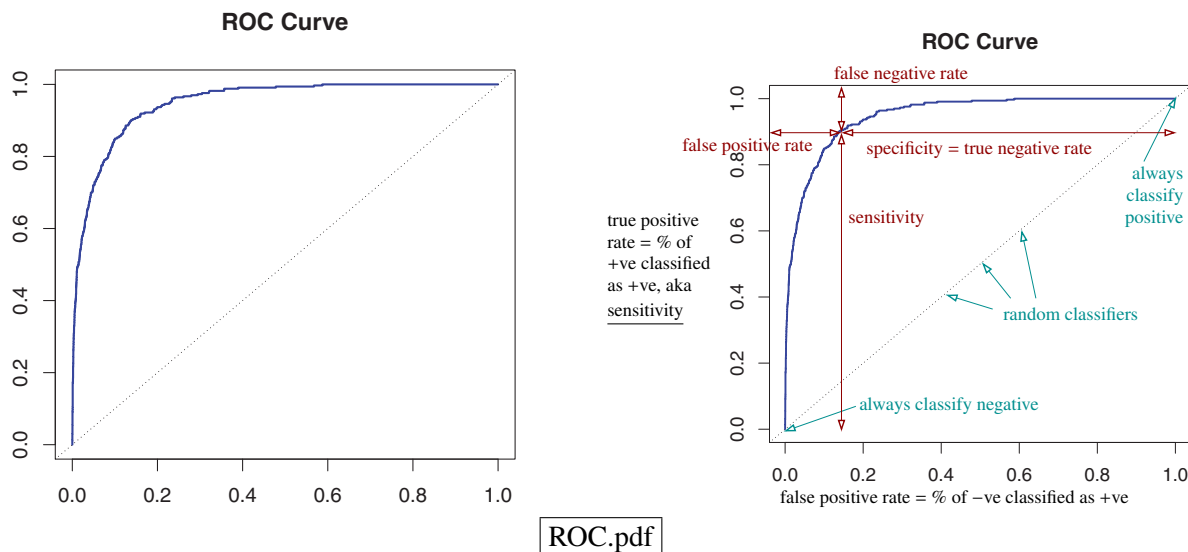 ROC Curve
1.0
0.8
0.6
0.4
0.2
0.0
0.0 0.2 0.4 0.6 0.8 1.0
ROC Curve
false negative rate
false positive rate
specificity = true negative rate
always
classify
positive
true positive
rate = % of
+ve classified
as +ve, aka
sensitivity
sensitivity
random classifiers
always classify negative
1.0
0.8
0.6
0.4
0.2
0.0
0.0 0.2 0.4 0.6 0.8 1.0
false positive rate = % of −ve classified as +ve
ROC.pdf